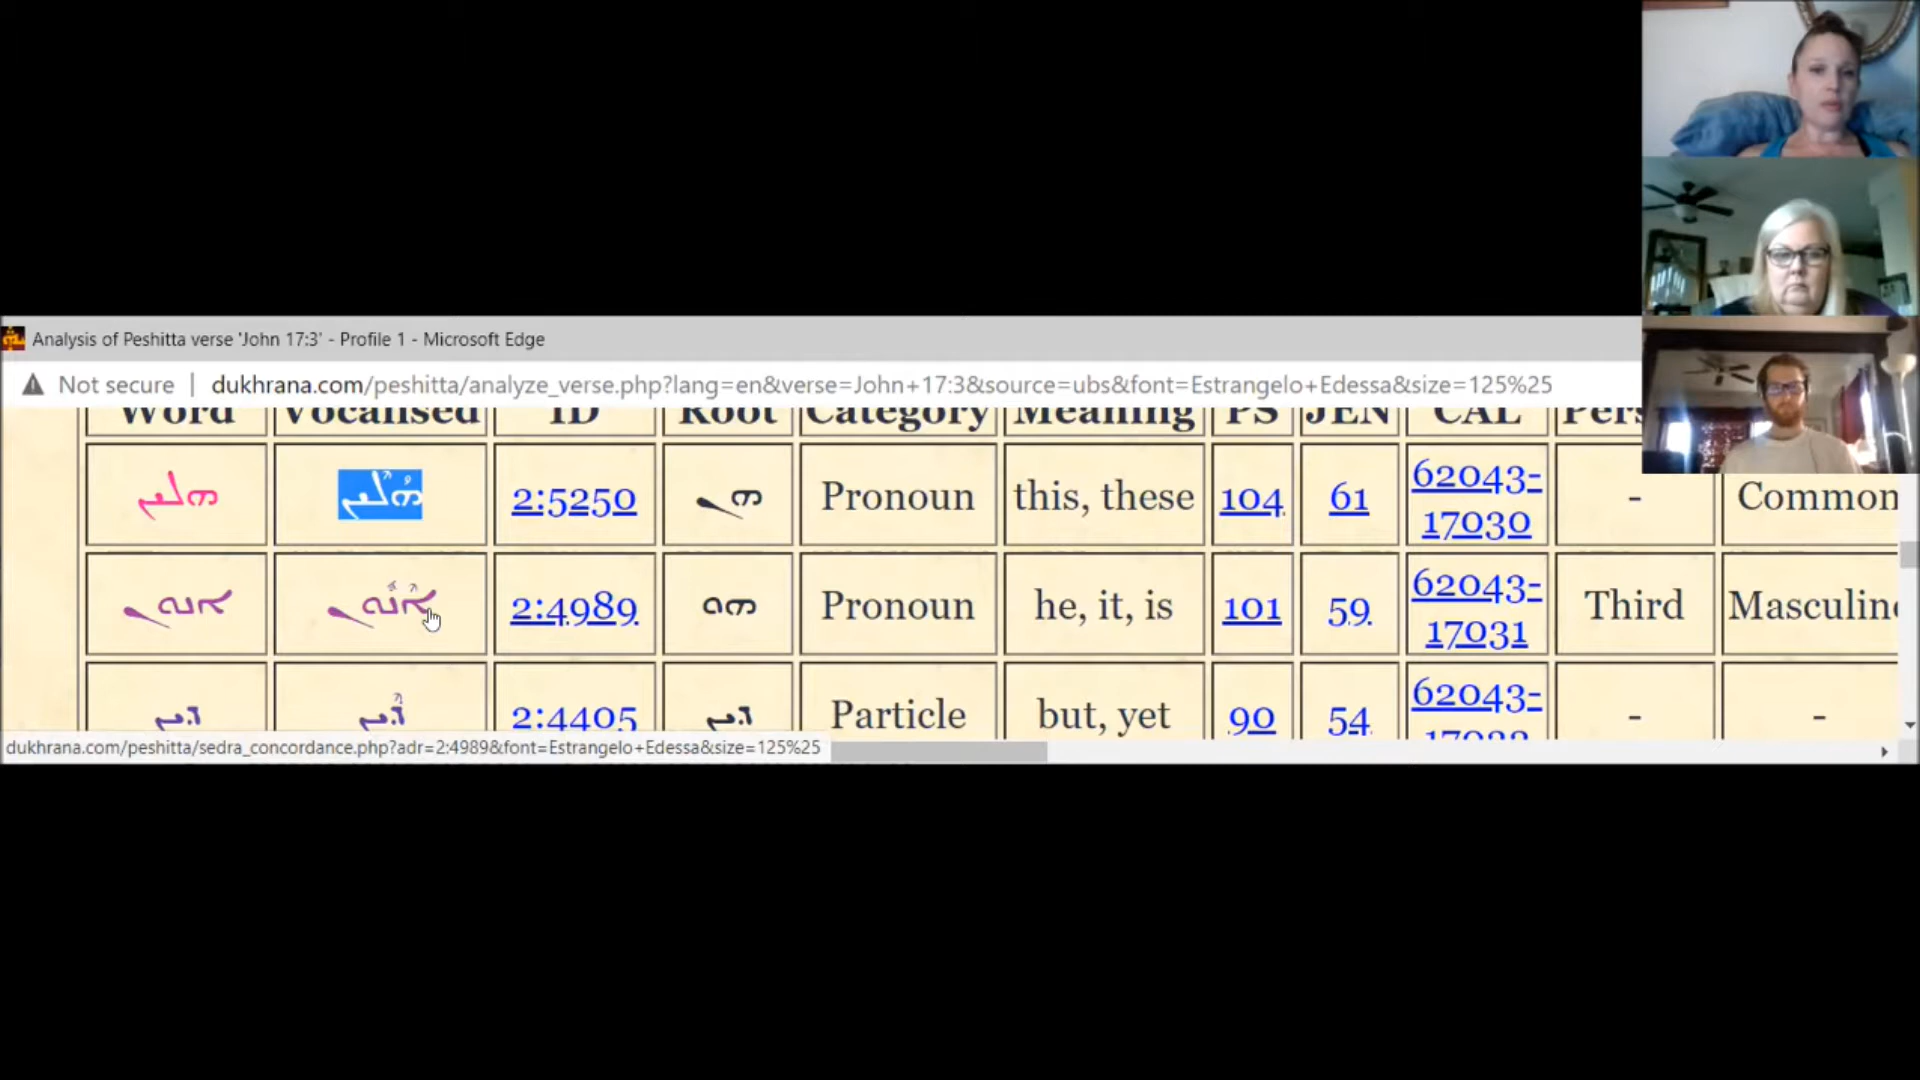 Analysis of Peshitta verse 'John 17:3' - Profile 1 - Microsoft Edge
Not secure | dukhrana.com/peshitta/analyze_verse.php?lang=en&verse=John+17:3&source=ubs&font=Estrangelo+Edessa&size=125%25
Word Vocalised ID Root Category Meaning PS JEN CAL
ܗܠܝܢ ܗܳܠܶܝܢ 2:5250 ܗܢ Pronoun this, these 104 61 62043-17030 - Common
ܐܢܘܢ ܐܶܢܽܘܢ 2:4989 ܗܘ Pronoun he, it, is 101 59 62043-17031 Third Masculine
ܕܝܢ ܕܶܝܢ 2:4405 ܕܝܢ Particle but, yet 90 54 62043- - -
dukhrana.com/peshitta/sedra_concordance.php?adr=2:4989&font=Estrangelo+Edessa&size=125%25